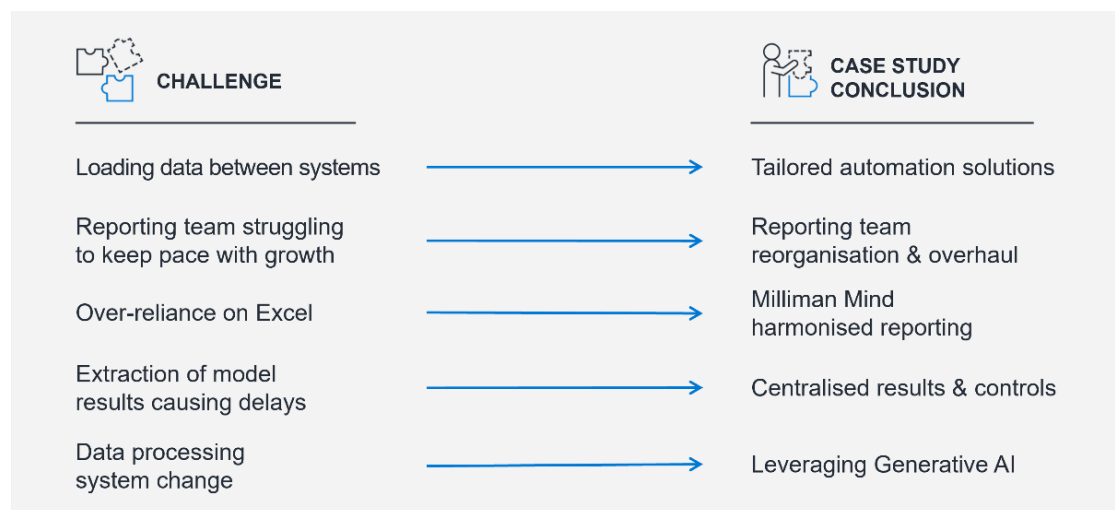 CHALLENGE
CASE STUDY
CONCLUSION
Loading data between systems
Tailored automation solutions
Reporting team struggling
to keep pace with growth
Reporting team
reorganisation & overhaul
Over-reliance on Excel
Milliman Mind
harmonised reporting
Extraction of model
results causing delays
Centralised results & controls
Data processing
system change
Leveraging Generative AI